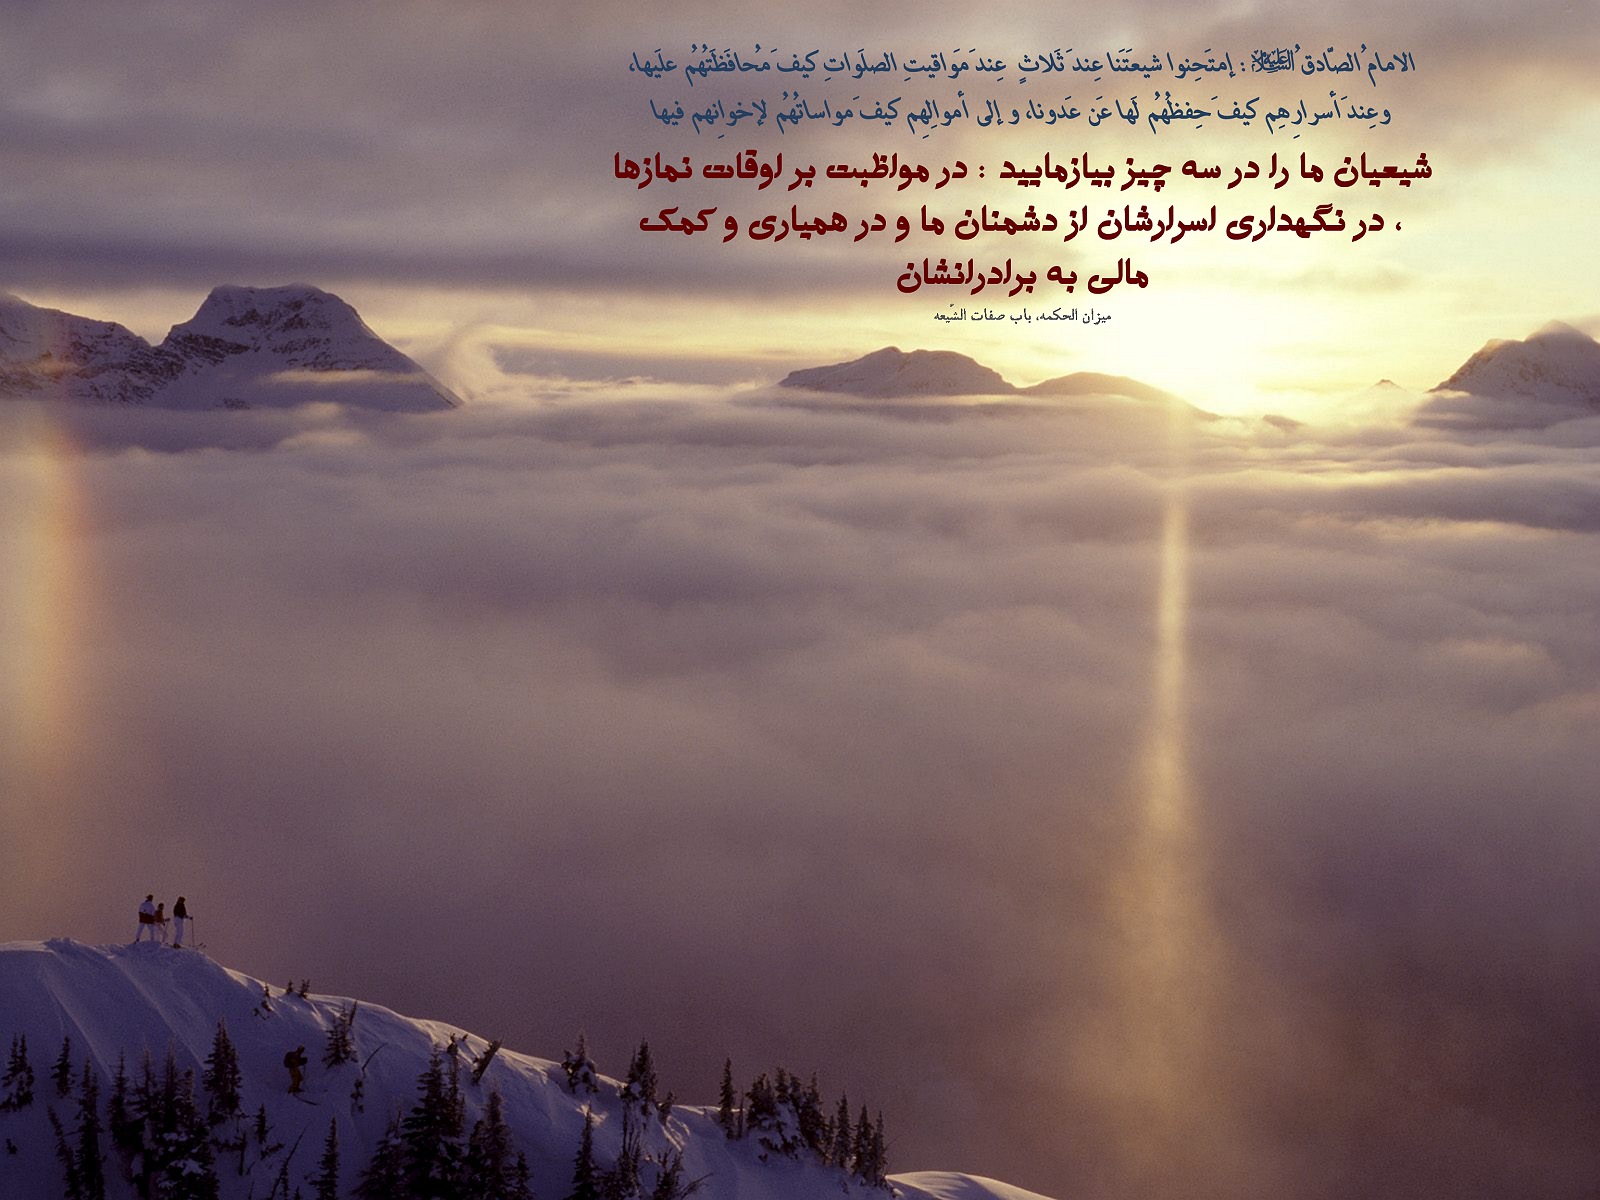 الامامُ الصّادق علیه‌السلام : إمتَحِنوا شيعَتَنا عِندَ ثَلاثٍ عِندَ مَواقيتِ الصلَواتِ كيفَ مُحافَظَتُهُم علَيها،
وعِندَ أسرارِهِم كيفَ حِفظُهُم لَها عَن عَدونا، و إلى أموالِهِم كيفَ مواساتُهُم لإخوانِهم فيها
شیعیان ما را در سه چیز بیازمایید : در مواظبت بر اوقات نمازها
، در نگهداری اسرارشان از دشمنان ما و در همیاری و کمک
مالی به برادرانشان
میزان الحکمه، باب صفات الشّیعه